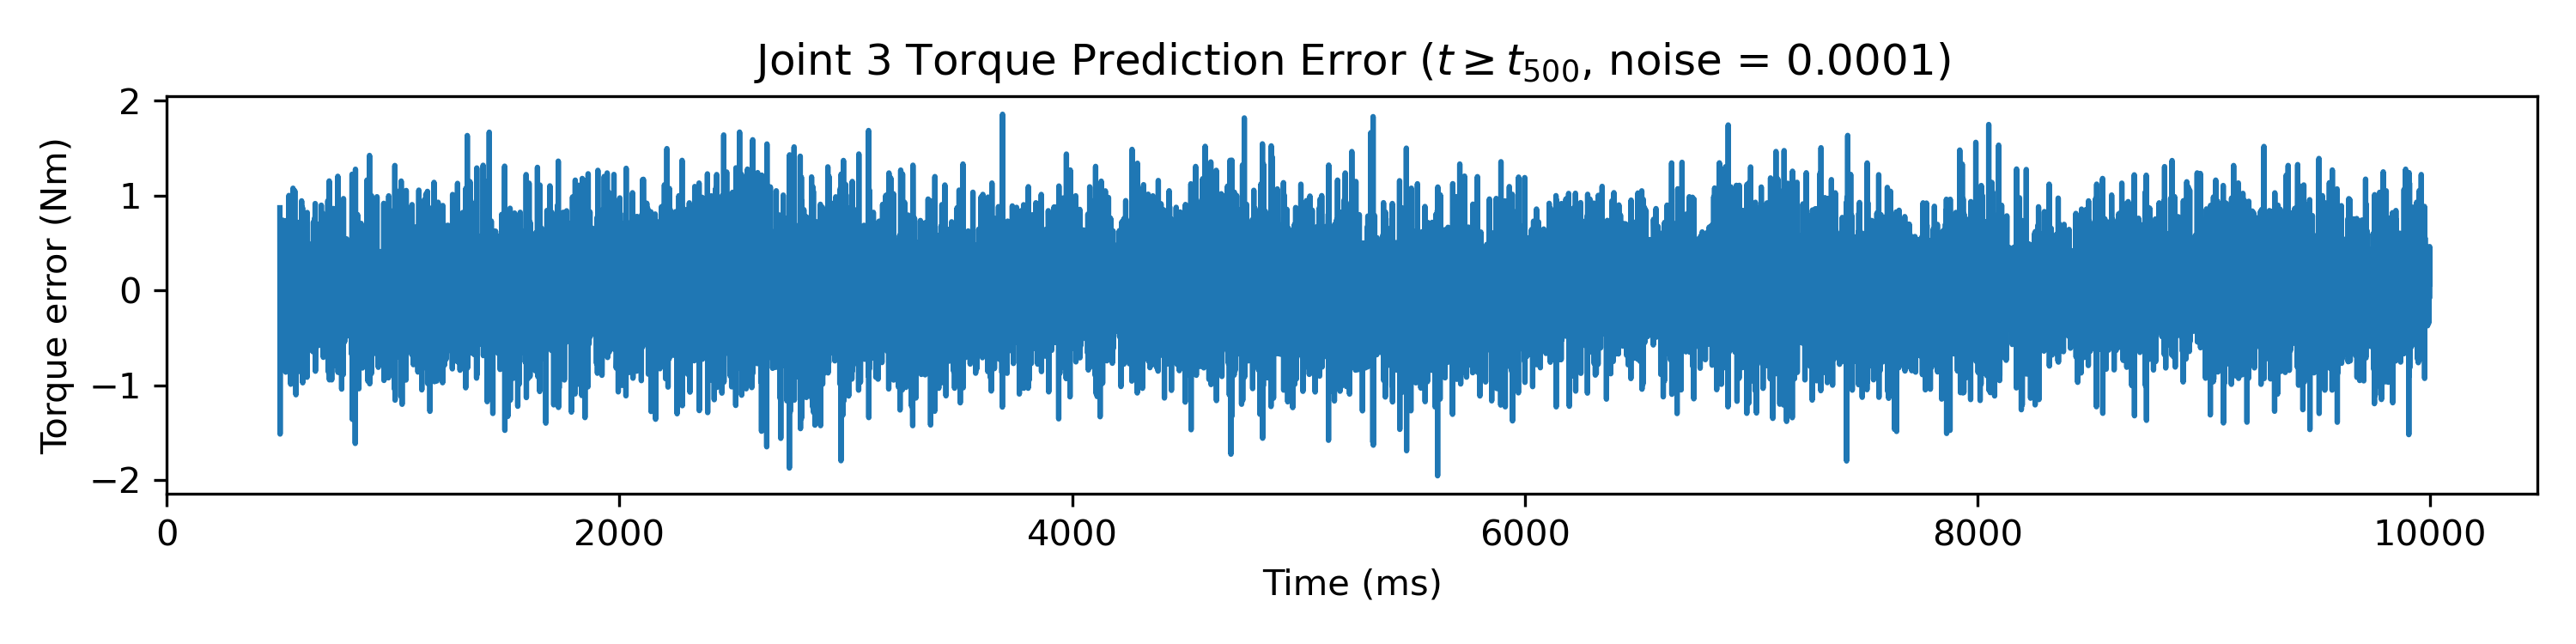 Joint 3 Torque Prediction Error (t ≥ t₅₀₀, noise = 0.0001)
2
1
0
−1
−2
Torque error (Nm)
0 2000 4000 6000 8000 10000
Time (ms)